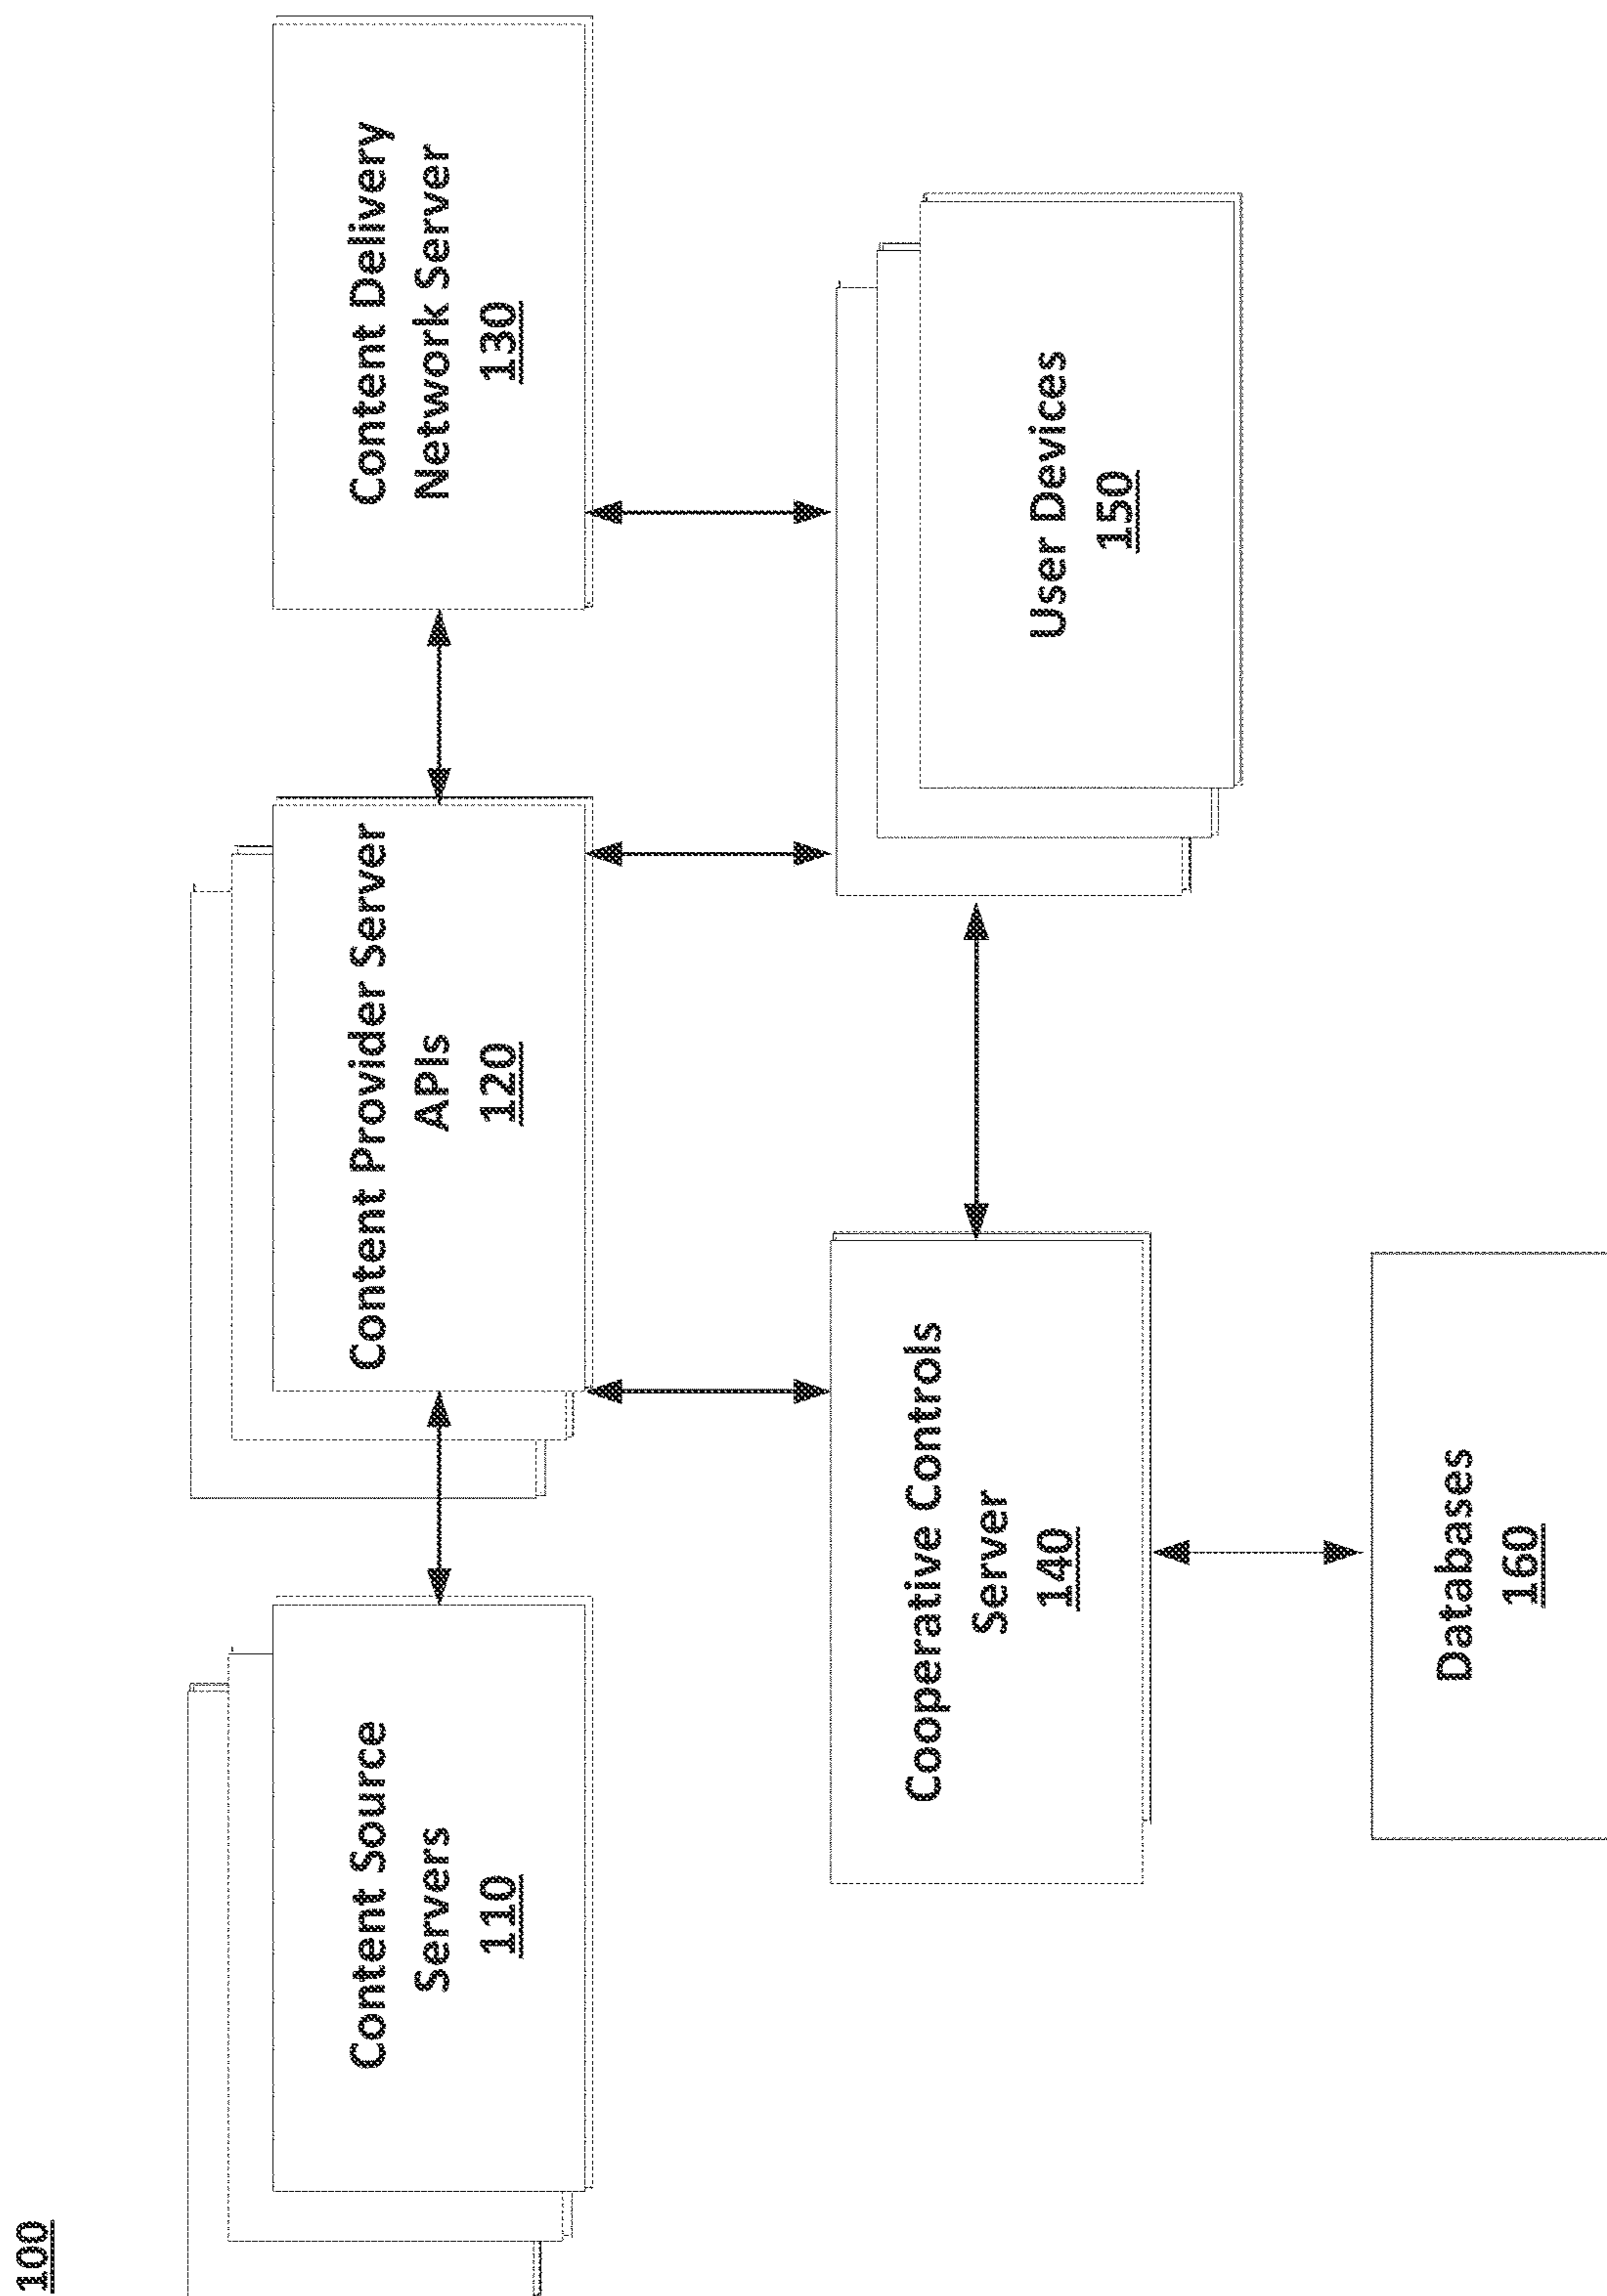 100
Content Source
Servers
110
Content Provider Server
APIs
120
Content Delivery
Network Server
130
Cooperative Controls
Server
140
User Devices
150
Databases
160